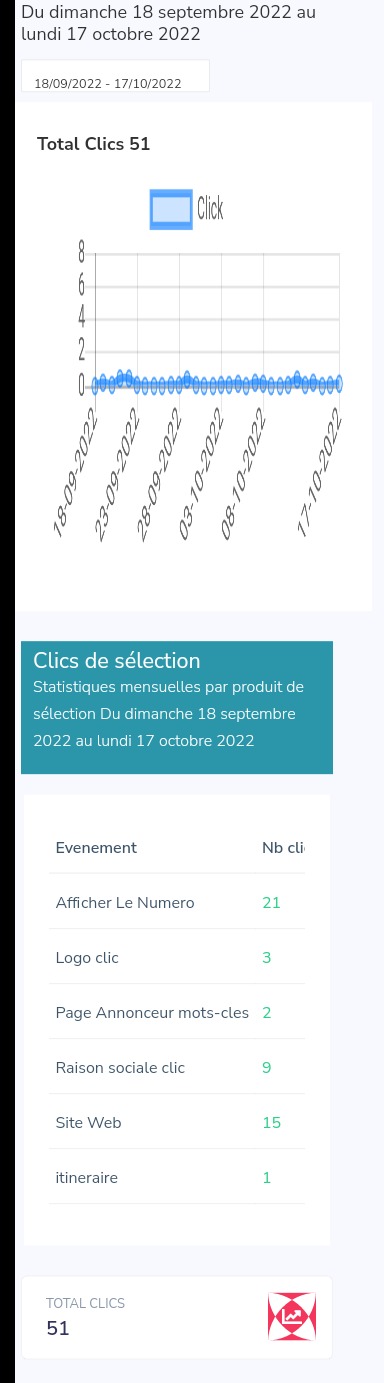 Du dimanche 18 septembre 2022 au
lundi 17 octobre 2022
18/09/2022 - 17/10/2022
Total Clics 51
Click
8
6
4
2
0
18-09-2022
23-09-2022
28-09-2022
03-10-2022
08-10-2022
17-10-2022
Clics de sélection
Statistiques mensuelles par produit de
sélection Du dimanche 18 septembre
2022 au lundi 17 octobre 2022
Evenement Nb cli
Afficher Le Numero 21
Logo clic 3
Page Annonceur mots-cles 2
Raison sociale clic 9
Site Web 15
itineraire 1
TOTAL CLICS
51